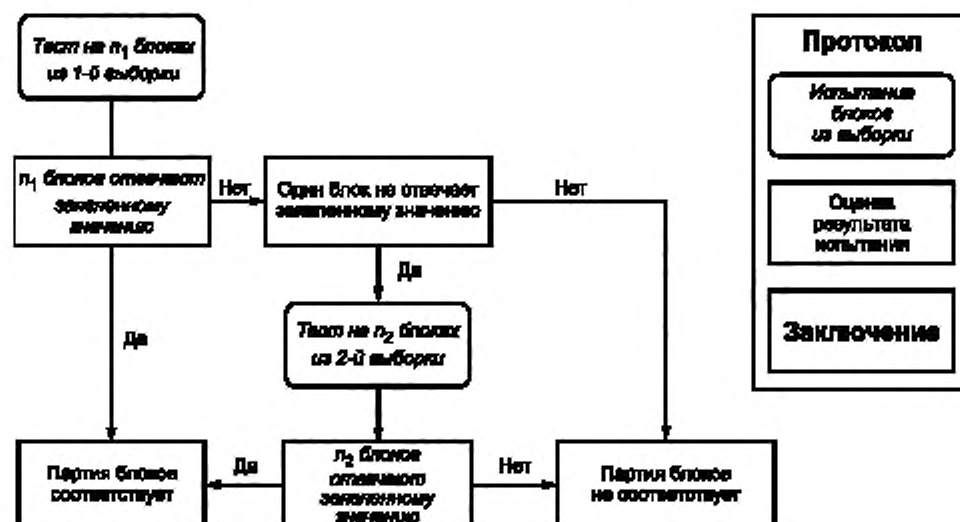 Тест на n1 блоках
из 1-й выборки
n1 блоков отвечают
заявленному
значению
Нет
Один блок не отвечает
заявленному значению
Нет
Да
Да
Тест на n2 блоках
из 2-й выборки
Партия блоков
соответствует
Да
n2 блоков
отвечают
заявленному
значению
Нет
Партия блоков
не соответствует
Протокол
Испытание
блоков
из выборки
Оценка
результата
испытания
Заключение